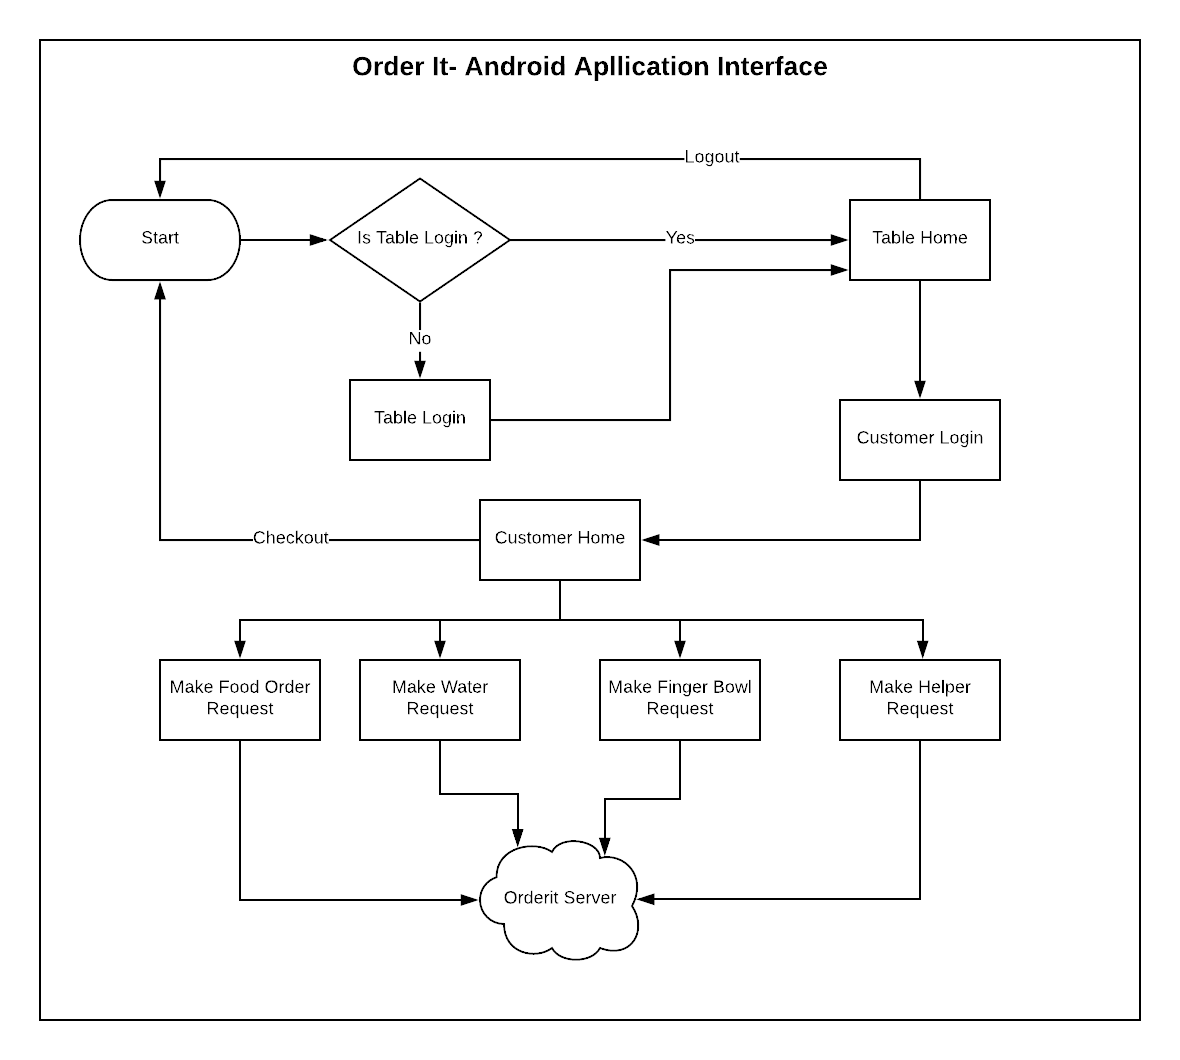 Order It- Android Apllication Interface
Logout
Start
Is Table Login ?
Yes
Table Home
No
Table Login
Customer Login
Checkout
Customer Home
Make Food Order
Request
Make Water
Request
Make Finger Bowl
Request
Make Helper
Request
Orderit Server